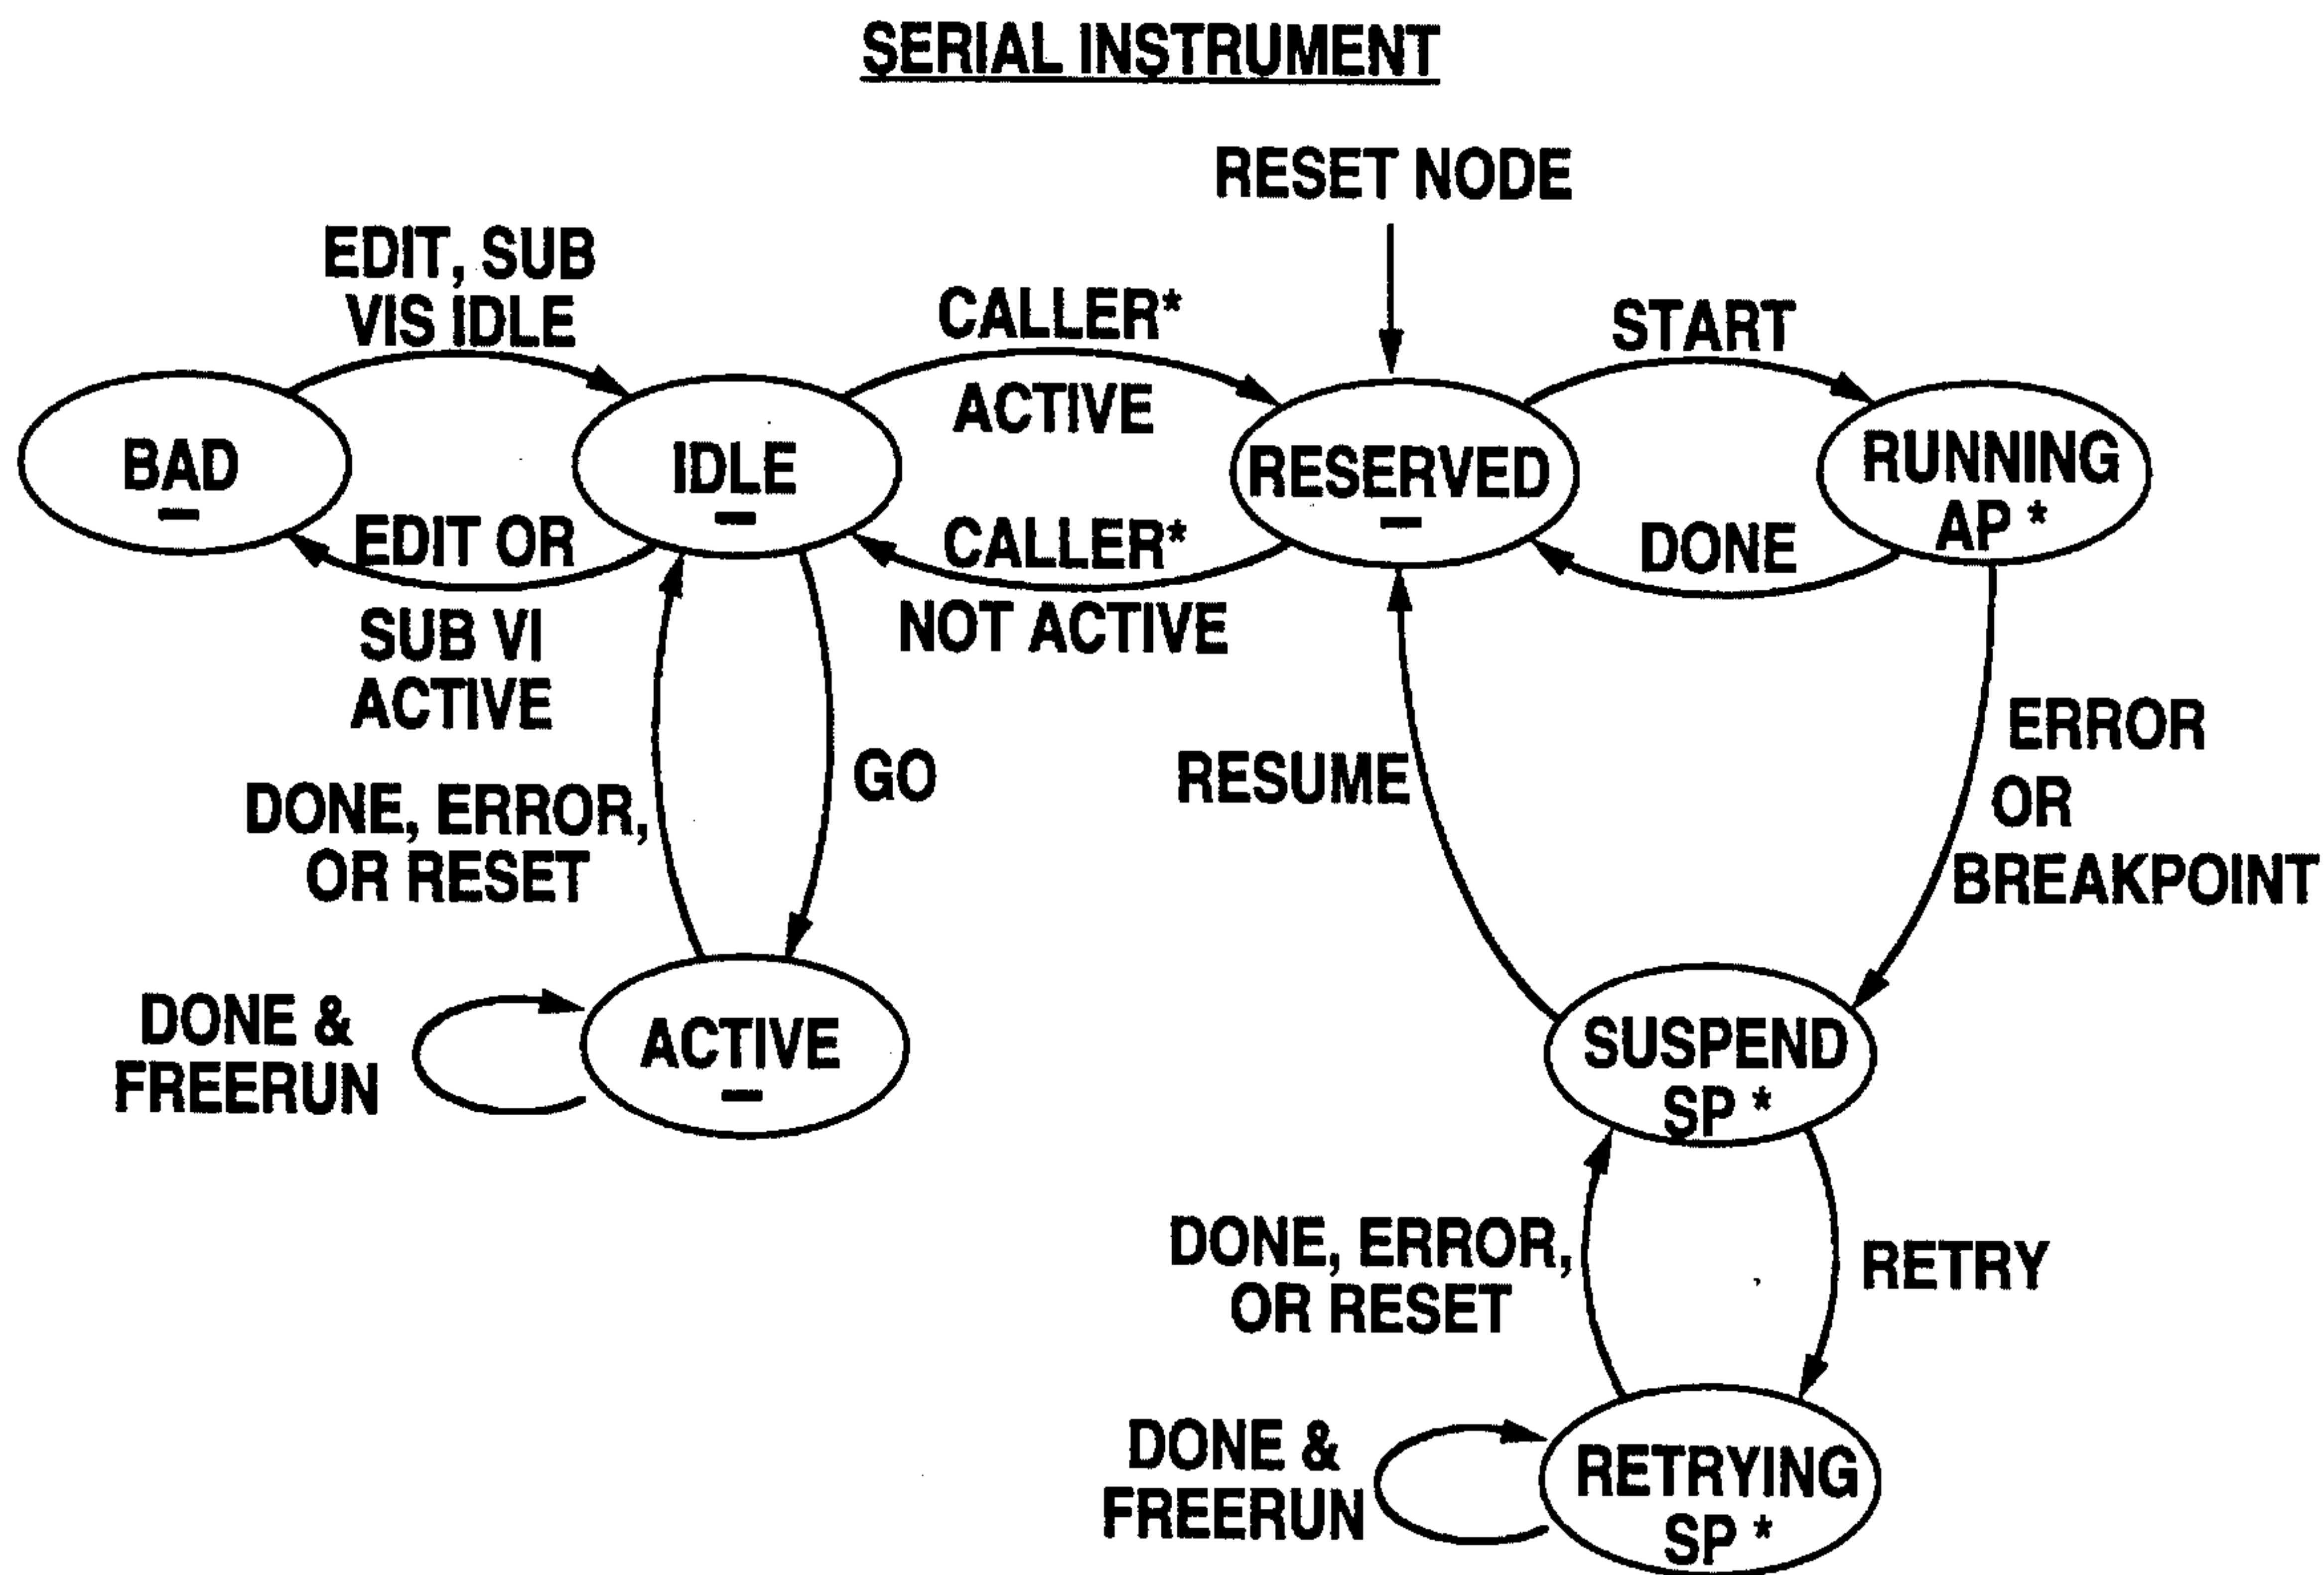 SERIAL INSTRUMENT
RESET NODE
EDIT, SUB
VIS IDLE
CALLER*
ACTIVE
START
BAD
–
IDLE
–
RESERVED
–
RUNNING
AP *
EDIT OR
SUB VI
ACTIVE
CALLER*
NOT ACTIVE
DONE
DONE, ERROR,
OR RESET
GO
RESUME
ERROR
OR
BREAKPOINT
DONE &
FREERUN
ACTIVE
–
SUSPEND
SP *
DONE, ERROR,
OR RESET
RETRY
DONE &
FREERUN
RETRYING
SP *